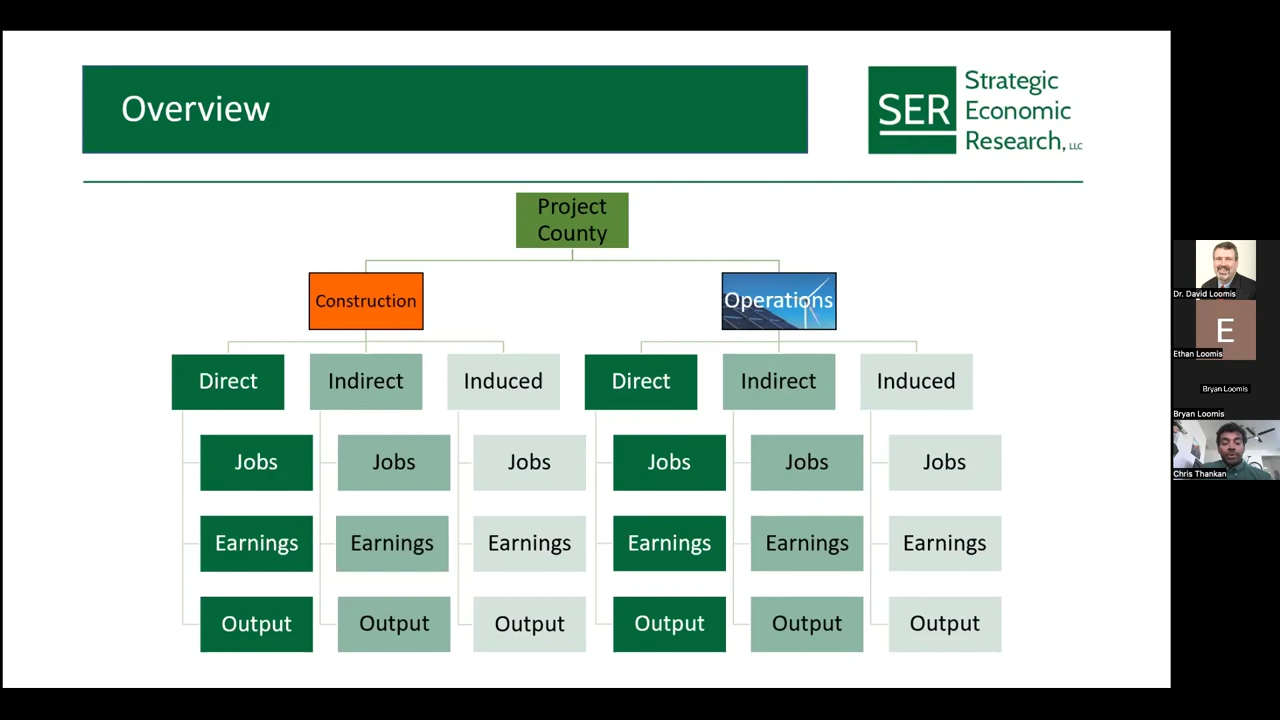 Overview
SER
Strategic
Economic
Research, LLC
Project
County
Construction
Operations
Direct
Indirect
Induced
Direct
Indirect
Induced
Jobs
Jobs
Jobs
Jobs
Jobs
Jobs
Earnings
Earnings
Earnings
Earnings
Earnings
Earnings
Output
Output
Output
Output
Output
Output
Dr. David Loomis
E
Ethan Loomis
Bryan Loomis
Bryan Loomis
Chris Thankan